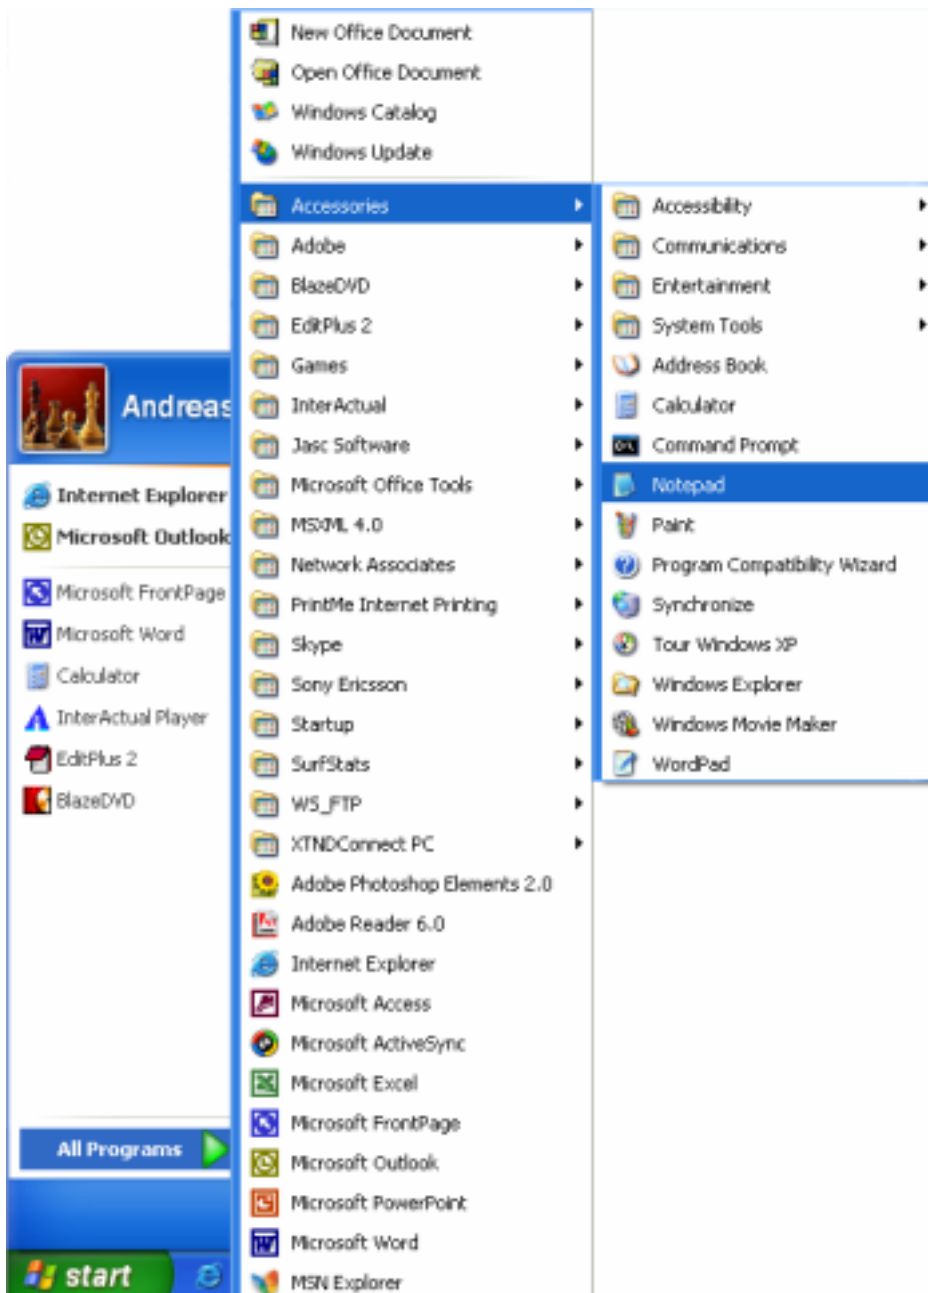 New Office Document
Open Office Document
Windows Catalog
Windows Update
Accessories
Adobe
BlazeDVD
EditPlus 2
Games
InterActual
Jasc Software
Microsoft Office Tools
MSXML 4.0
Network Associates
PrintMe Internet Printing
Skype
Sony Ericsson
Startup
SurfStats
WS_FTP
XTNDConnect PC
Adobe Photoshop Elements 2.0
Adobe Reader 6.0
Internet Explorer
Microsoft Access
Microsoft ActiveSync
Microsoft Excel
Microsoft FrontPage
Microsoft Outlook
Microsoft PowerPoint
Microsoft Word
MSN Explorer
Accessibility
Communications
Entertainment
System Tools
Address Book
Calculator
Command Prompt
Notepad
Paint
Program Compatibility Wizard
Synchronize
Tour Windows XP
Windows Explorer
Windows Movie Maker
WordPad
Andreas
Internet Explorer
Microsoft Outlook
Microsoft FrontPage
Microsoft Word
Calculator
InterActual Player
EditPlus 2
BlazeDVD
All Programs
start